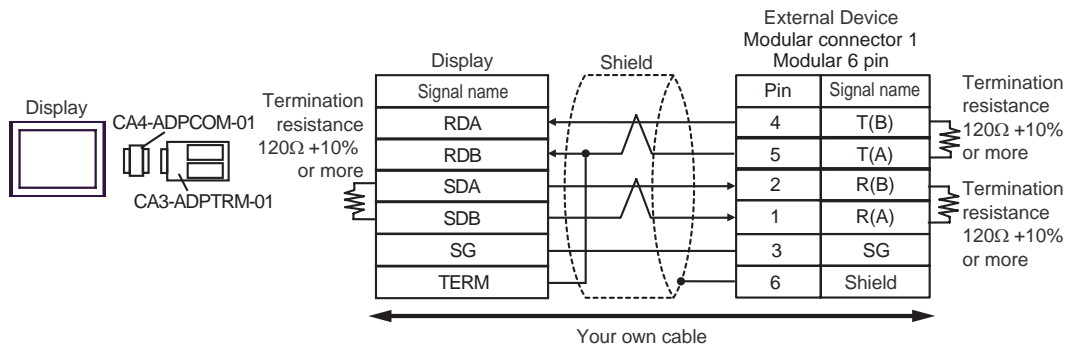 External Device
Modular connector 1
Modular 6 pin
Display
Shield
Display
CA4-ADPCOM-01
CA3-ADPTRM-01
Termination
resistance
120Ω +10%
or more
Signal name
RDA
RDB
SDA
SDB
SG
TERM
Pin
Signal name
4
T(B)
5
T(A)
2
R(B)
1
R(A)
3
SG
6
Shield
Termination
resistance
120Ω +10%
or more
Termination
resistance
120Ω +10%
or more
Your own cable